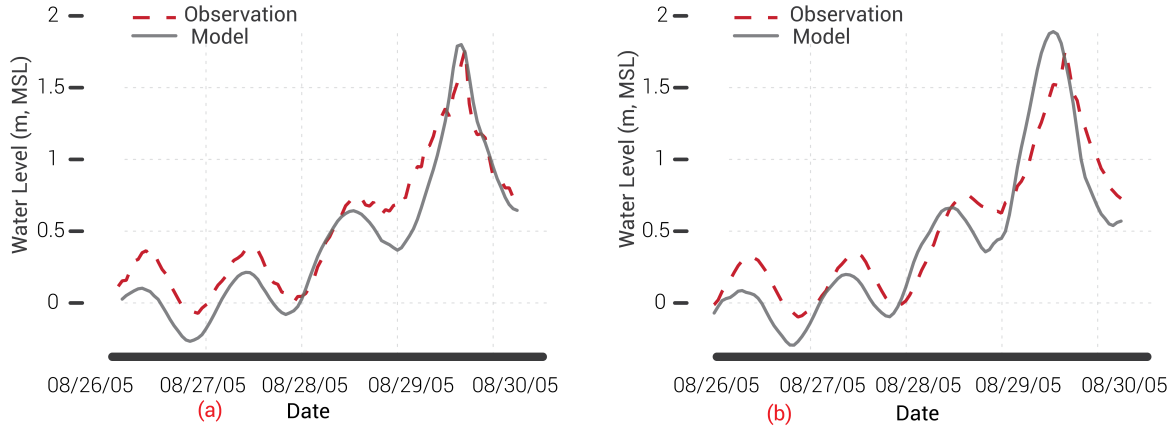 2
Observation
Model
1.5
1
0.5
0
Water Level (m, MSL)
08/26/05 08/27/05 08/28/05 08/29/05 08/30/05
(a)
Date
2
Observation
Model
1.5
1
0.5
0
Water Level (m, MSL)
08/26/05 08/27/05 08/28/05 08/29/05 08/30/05
(b)
Date